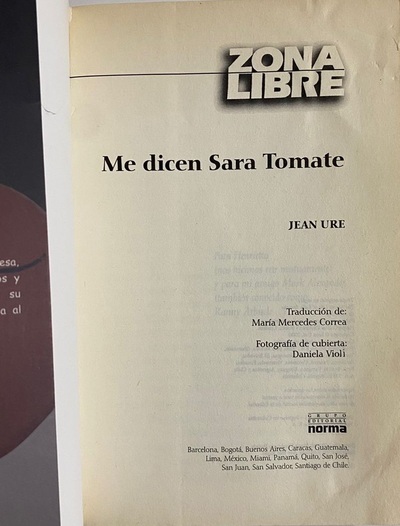 esa,
os y
su
a al
ZONA
LIBRE
Me dicen Sara Tomate
JEAN URE
Traducción de:
María Mercedes Correa
Fotografía de cubierta:
Daniela Violi
GRUPO
EDITORIAL
norma
Barcelona, Bogotá, Buenos Aires, Caracas, Guatemala,
Lima, México, Miami, Panamá, Quito, San José,
San Juan, San Salvador, Santiago de Chile.